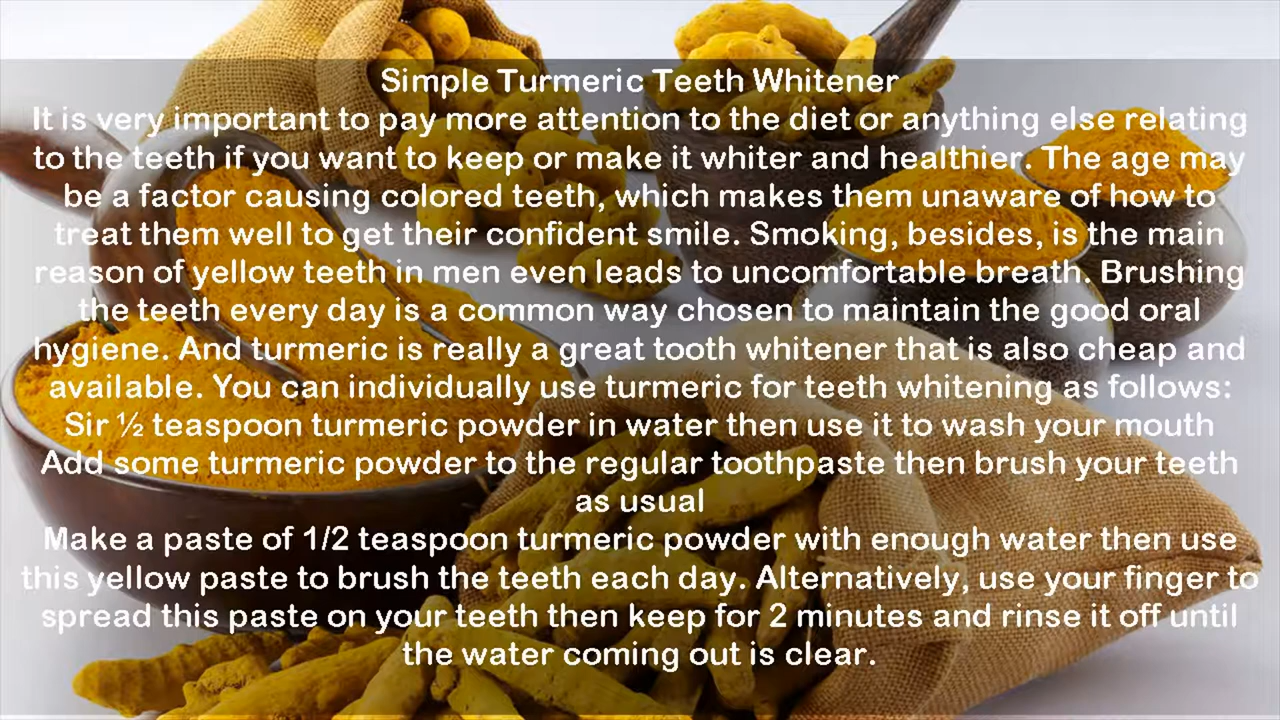 Simple Turmeric Teeth Whitener
It is very important to pay more attention to the diet or anything else relating
to the teeth if you want to keep or make it whiter and healthier. The age may
be a factor causing colored teeth, which makes them unaware of how to
treat them well to get their confident smile. Smoking, besides, is the main
reason of yellow teeth in men even leads to uncomfortable breath. Brushing
the teeth every day is a common way chosen to maintain the good oral
hygiene. And turmeric is really a great tooth whitener that is also cheap and
available. You can individually use turmeric for teeth whitening as follows:
Sir ½ teaspoon turmeric powder in water then use it to wash your mouth
Add some turmeric powder to the regular toothpaste then brush your teeth
as usual
Make a paste of 1/2 teaspoon turmeric powder with enough water then use
this yellow paste to brush the teeth each day. Alternatively, use your finger to
spread this paste on your teeth then keep for 2 minutes and rinse it off until
the water coming out is clear.